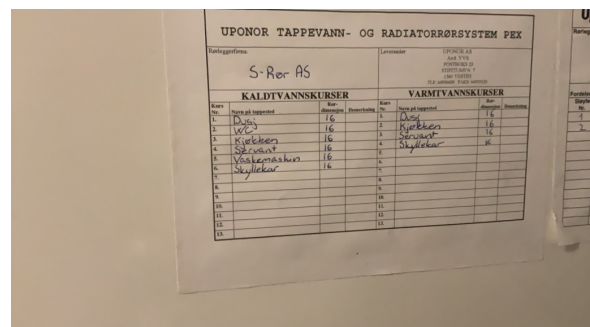 UPONOR TAPPEVANN- OG RADIATORRØRSYSTEM PEX
Rørleggerfirma: Leverandør UPONOR AS
S-Rør AS
KALDTVANNSKURSER VARMTVANNSKURSER
Kurs Nr. Navn på tappested Rør-dimensjon Bemerkning Kurs Nr. Navn på tappested Rør-dimensjon Bemerkning
1. Dusj 16 1. Dusj 16
2. WC 16 2. Kjøkken 16
3. Kjøkken 16 3. Servant 16
4. Servant 16 4. Skyllekar 16
5. Vaskemaskin 16 5.
6. Skyllekar 16 6.
7. 7.
8. 8.
9. 9.
10. 10.
11. 11.
12. 12.
13. 13.
U
Rørleg
Fordele
Sløyfe
Nr.
1
2